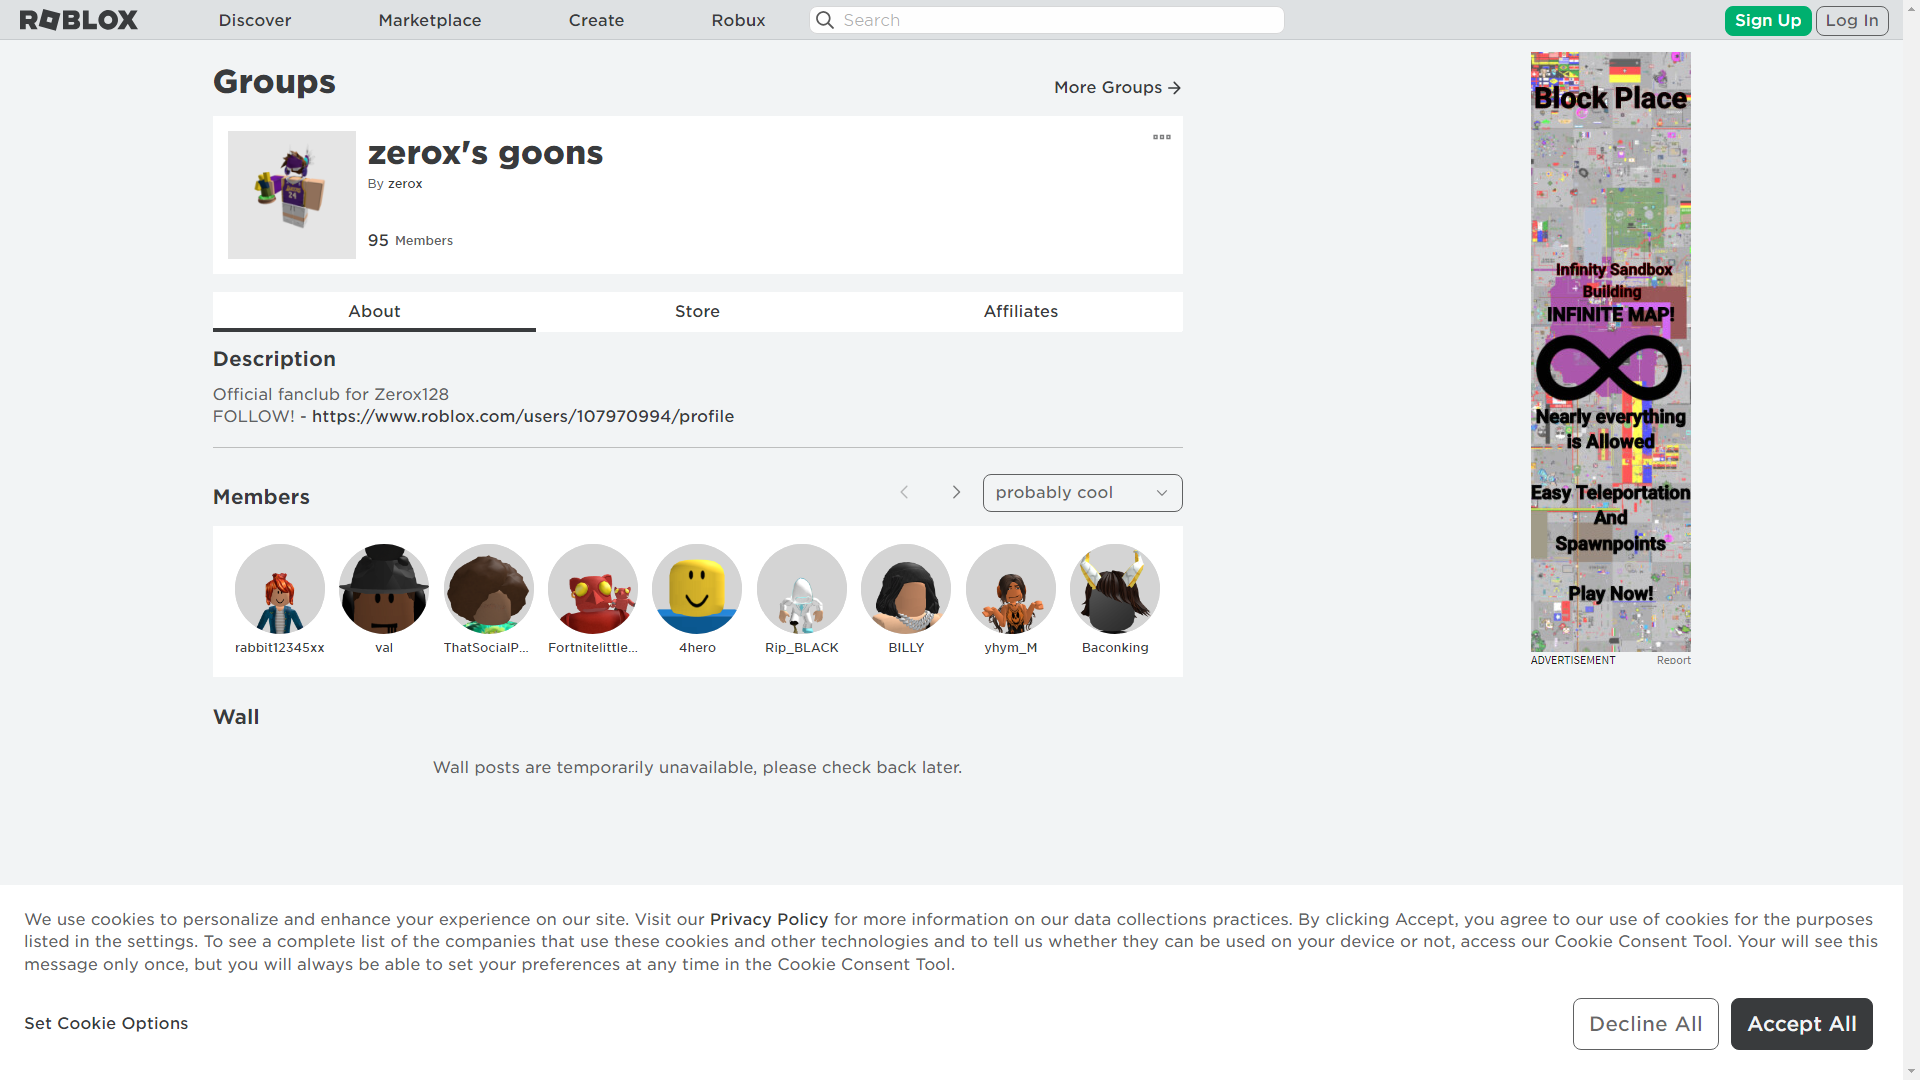 ROBLOX
Discover
Marketplace
Create
Robux
Search
Sign Up
Log In
Groups
More Groups
zerox's goons
By zerox
95 Members
About
Store
Affiliates
Description
Official fanclub for Zerox128
FOLLOW! - https://www.roblox.com/users/107970994/profile
Members
probably cool
rabbit12345xx
val
ThatSocialP...
Fortnitelittle...
4hero
Rip_BLACK
BILLY
yhym_M
Baconking
Wall
Wall posts are temporarily unavailable, please check back later.
Block Place
Infinity Sandbox
Building
INFINITE MAP!
Nearly everything
is Allowed
Easy Teleportation
And
Spawnpoints
Play Now!
ADVERTISEMENT
Report
We use cookies to personalize and enhance your experience on our site. Visit our Privacy Policy for more information on our data collections practices. By clicking Accept, you agree to our use of cookies for the purposes
listed in the settings. To see a complete list of the companies that use these cookies and other technologies and to tell us whether they can be used on your device or not, access our Cookie Consent Tool. Your will see this
message only once, but you will always be able to set your preferences at any time in the Cookie Consent Tool.
Set Cookie Options
Decline All
Accept All